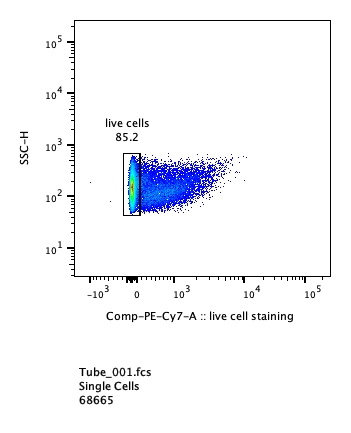 10^5
10^4
SSC-H
10^3
10^2
10^1
live cells
85.2
-10^3 0 10^3 10^4 10^5
Comp-PE-Cy7-A :: live cell staining
Tube_001.fcs
Single Cells
68665